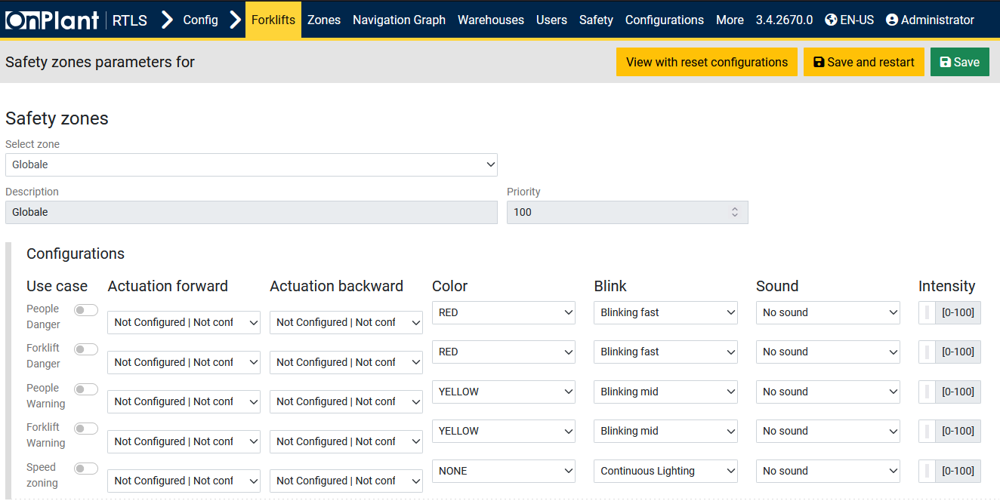 OnPlant RTLS Config Forklifts Zones Navigation Graph Warehouses Users Safety Configurations More 3.4.2670.0 EN-US Administrator
Safety zones parameters for View with reset configurations Save and restart Save
Safety zones
Select zone
Globale
Description Priority
Globale 100
Configurations
Use case Actuation forward Actuation backward Color Blink Sound Intensity
People Danger Not Configured | Not conf Not Configured | Not conf RED Blinking fast No sound [0-100]
Forklift Danger Not Configured | Not conf Not Configured | Not conf RED Blinking fast No sound [0-100]
People Warning Not Configured | Not conf Not Configured | Not conf YELLOW Blinking mid No sound [0-100]
Forklift Warning Not Configured | Not conf Not Configured | Not conf YELLOW Blinking mid No sound [0-100]
Speed zoning Not Configured | Not conf Not Configured | Not conf NONE Continuous Lighting No sound [0-100]